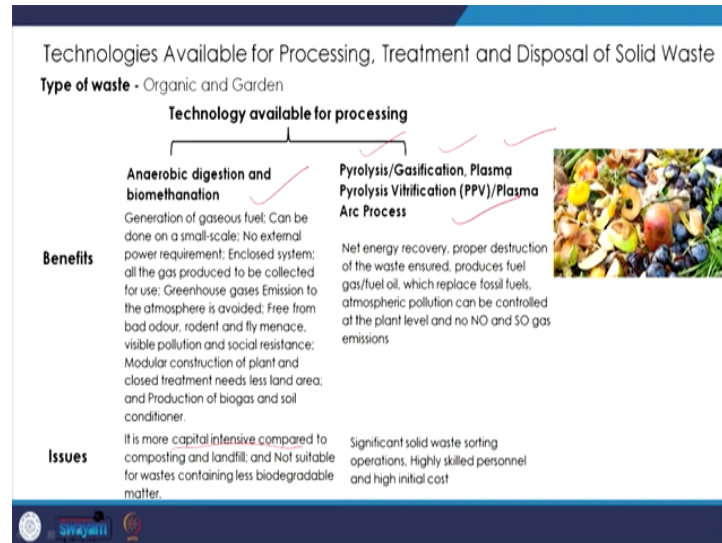 Technologies Available for Processing, Treatment and Disposal of Solid Waste
Type of waste - Organic and Garden
Technology available for processing
Anaerobic digestion and
biomethanation
Pyrolysis/Gasification, Plasma
Pyrolysis Vitrification (PPV)/Plasma
Arc Process
Benefits
Generation of gaseous fuel; Can be
done on a small-scale; No external
power requirement; Enclosed system;
all the gas produced to be collected
for use; Greenhouse gases Emission to
the atmosphere is avoided; Free from
bad odour, rodent and fly menace,
visible pollution and social resistance;
Modular construction of plant and
closed treatment needs less land area;
and Production of biogas and soil
conditioner.
Net energy recovery, proper destruction
of the waste ensured, produces fuel
gas/fuel oil, which replace fossil fuels,
atmospheric pollution can be controlled
at the plant level and no NO and SO gas
emissions
Issues
It is more capital intensive compared to
composting and landfill; and Not suitable
for wastes containing less biodegradable
matter.
Significant solid waste sorting
operations, Highly skilled personnel
and high initial cost
swayam